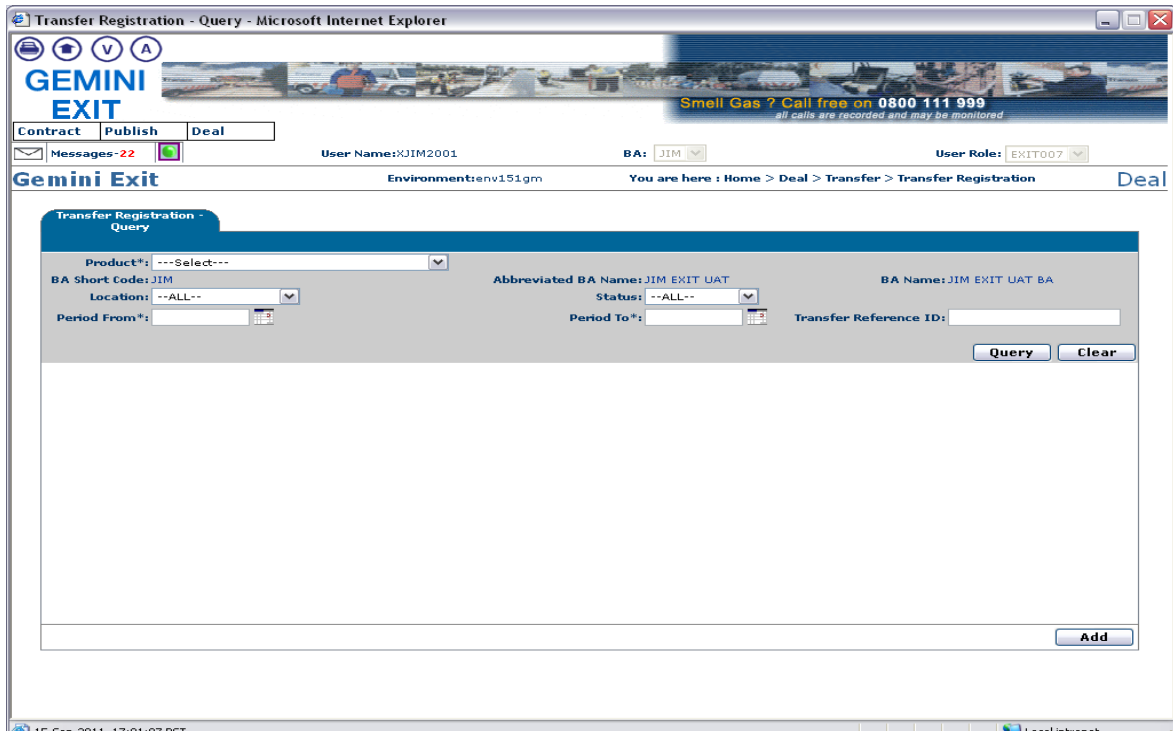 Transfer Registration - Query - Microsoft Internet Explorer
V A
GEMINI
EXIT
Smell Gas ? Call free on 0800 111 999
all calls are recorded and may be monitored
Contract Publish Deal
Messages-22 User Name:XJIM2001 BA: JIM User Role: EXIT007
Gemini Exit Environment:env151gm You are here : Home > Deal > Transfer > Transfer Registration Deal
Transfer Registration -
Query
Product*: ---Select---
BA Short Code:JIM Abbreviated BA Name:JIM EXIT UAT BA Name:JIM EXIT UAT BA
Location: --ALL-- Status: --ALL--
Period From*: Period To*: Transfer Reference ID:
Query Clear
Add